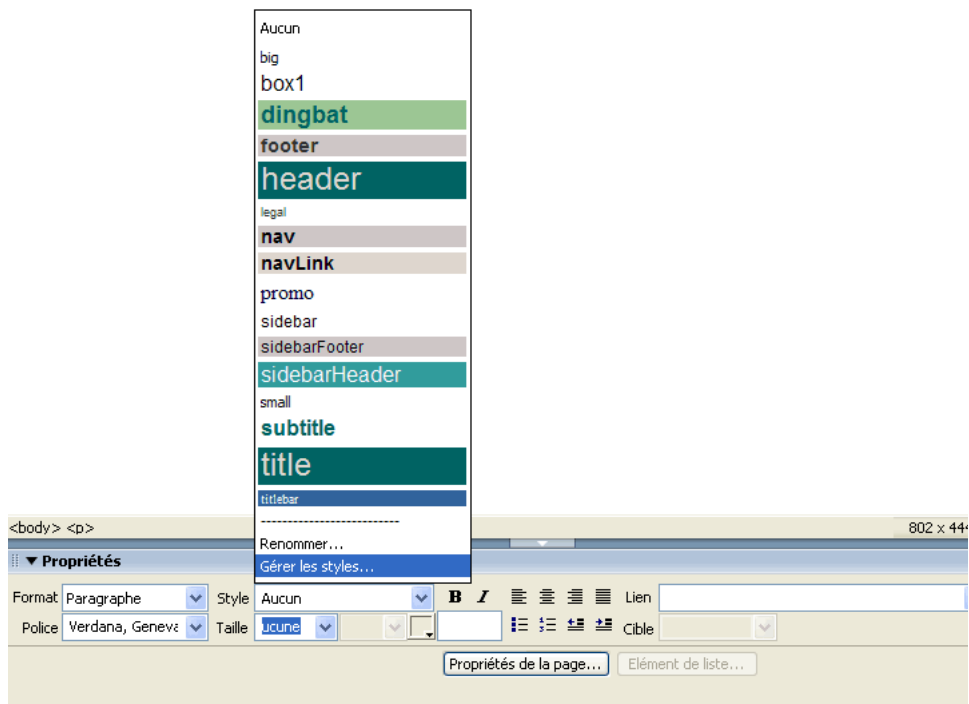 Aucun
big
box1
dingbat
footer
header
legal
nav
navLink
promo
sidebar
sidebarFooter
sidebarHeader
small
subtitle
title
titlebar
--------------------------
Renommer...
Gérer les styles...
<body> <p> 802 x 444
Propriétés
Format Paragraphe Style Aucun B I Lien
Police Verdana, Geneva Taille ucune Cible
Propriétés de la page... Elément de liste...